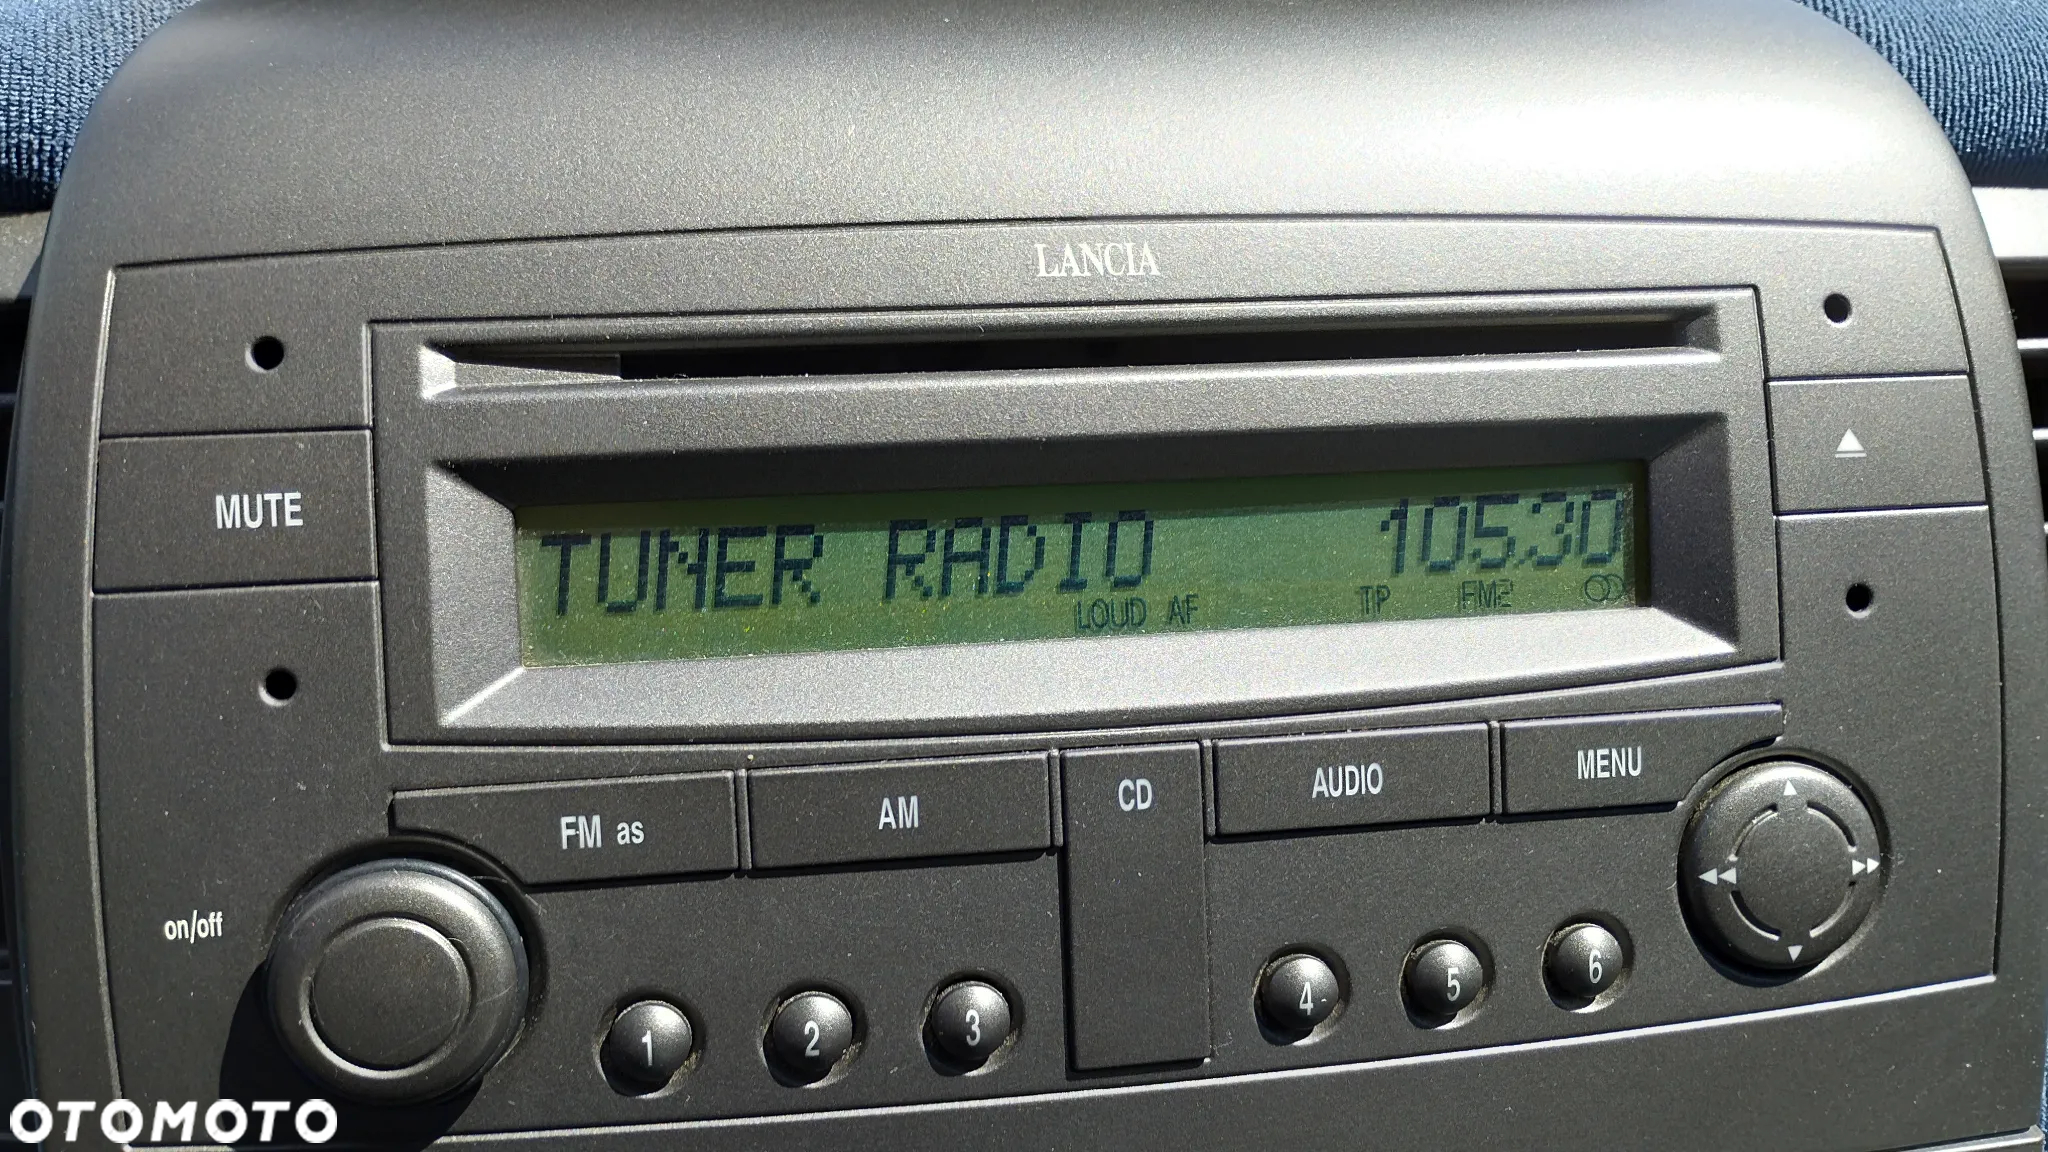 LANCIA
MUTE
TUNER RADIO 105.30
LOUD AF TP FM2
FM as AM CD AUDIO MENU
on/off
1 2 3 4 5 6
OTOMOTO